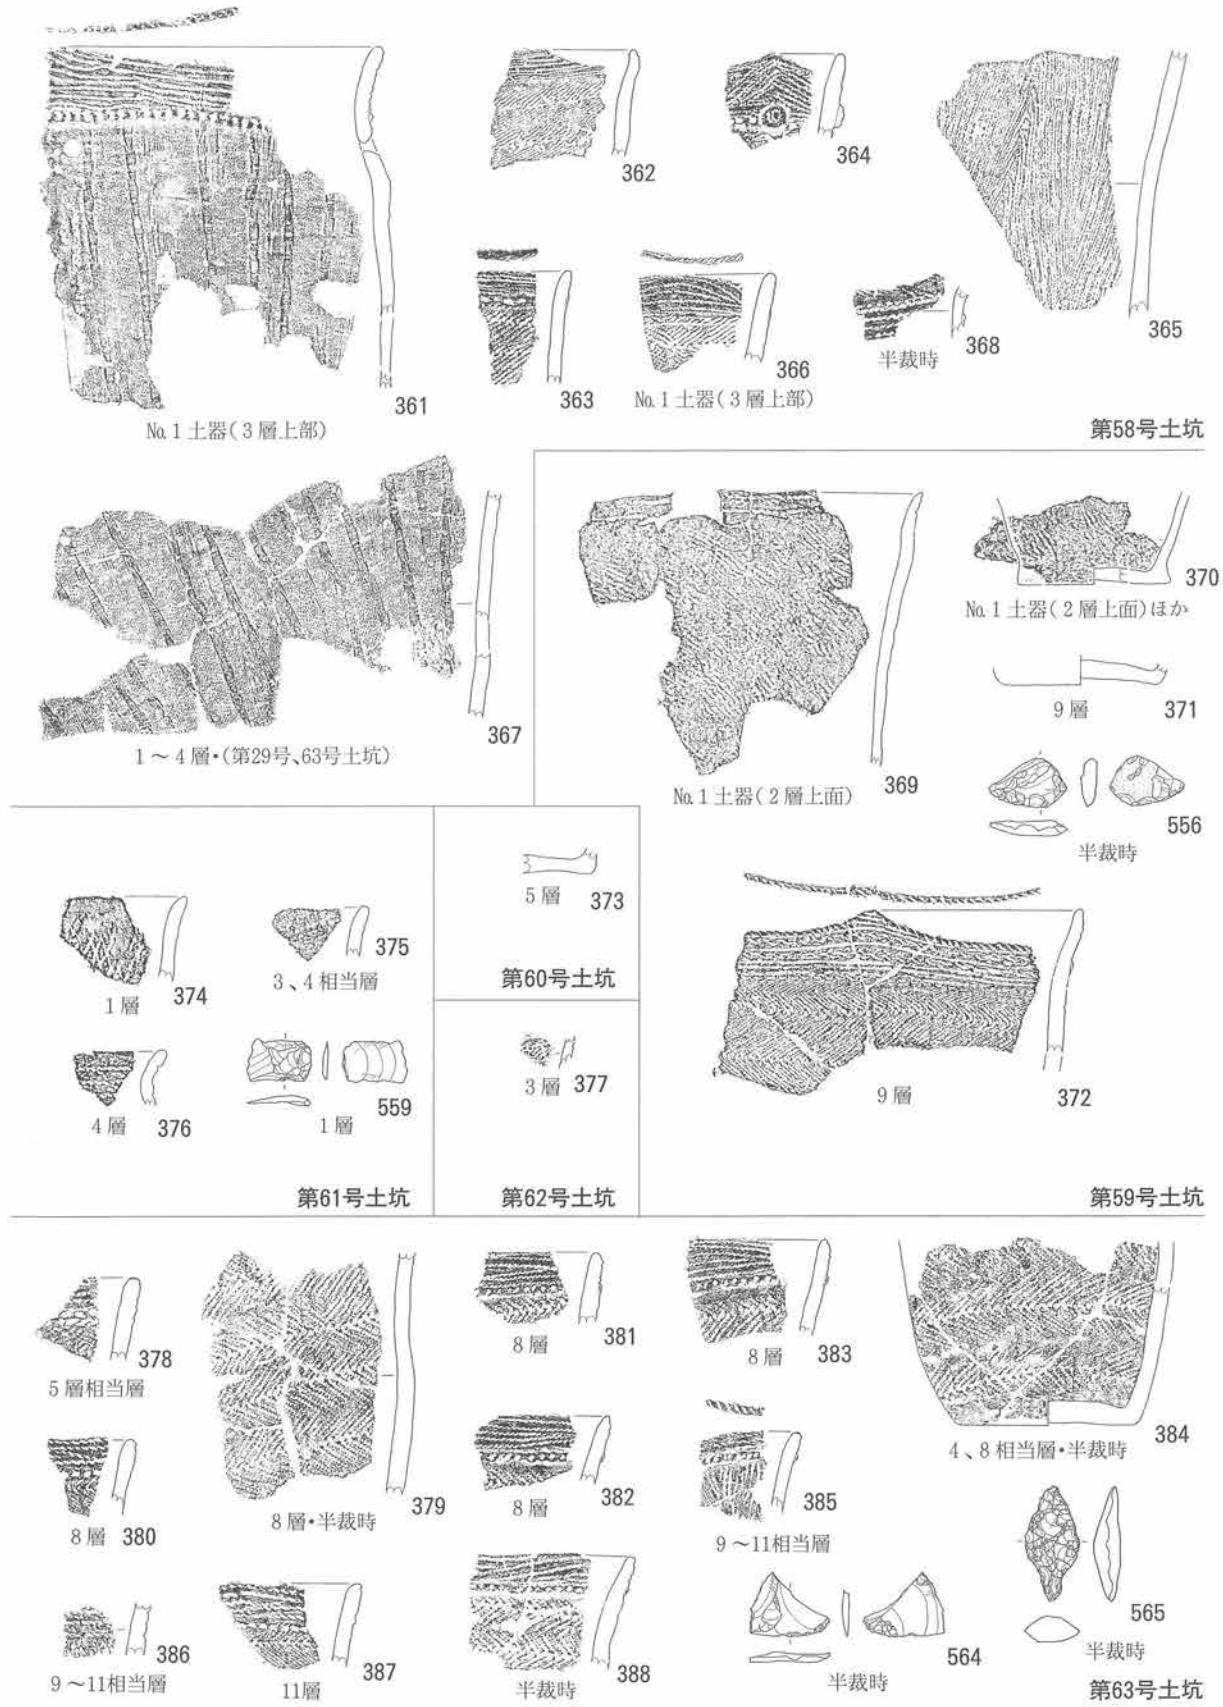 361
No.1土器(3層上部)
362
363
364
365
366
No.1土器(3層上部)
368
半裁時
第58号土坑
367
1～4層・(第29号、63号土坑)
369
No.1土器(2層上面)
370
No.1土器(2層上面)ほか
371
9層
556
半裁時
372
9層
第59号土坑
373
5層
第60号土坑
374
1層
375
3、4相当層
376
4層
559
1層
第61号土坑
377
3層
第62号土坑
378
5層相当層
379
8層・半裁時
380
8層
381
8層
382
8層
383
8層
384
4、8相当層・半裁時
385
9～11相当層
386
9～11相当層
387
11層
388
半裁時
564
半裁時
565
半裁時
第63号土坑